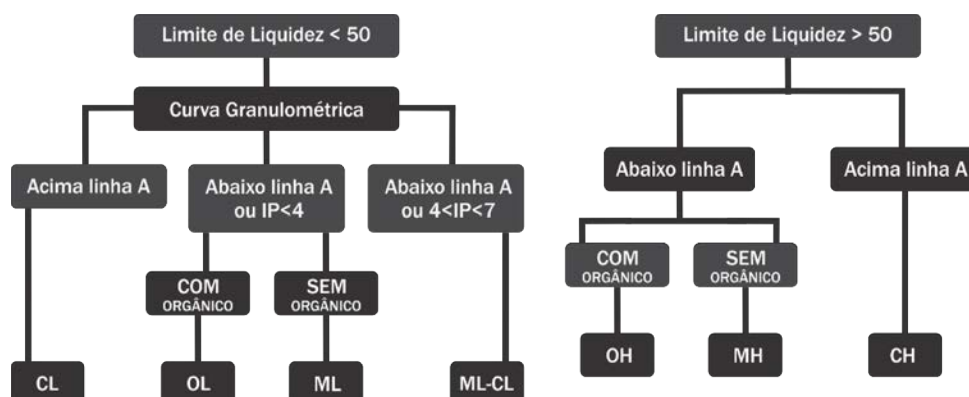 Limite de Liquidez < 50
Curva Granulométrica
Acima linha A
Abaixo linha A
ou IP<4
Abaixo linha A
ou 4<IP<7
COM
ORGÂNICO
SEM
ORGÂNICO
CL
OL
ML
ML-CL
Limite de Liquidez > 50
Abaixo linha A
Acima linha A
COM
ORGÂNICO
SEM
ORGÂNICO
OH
MH
CH